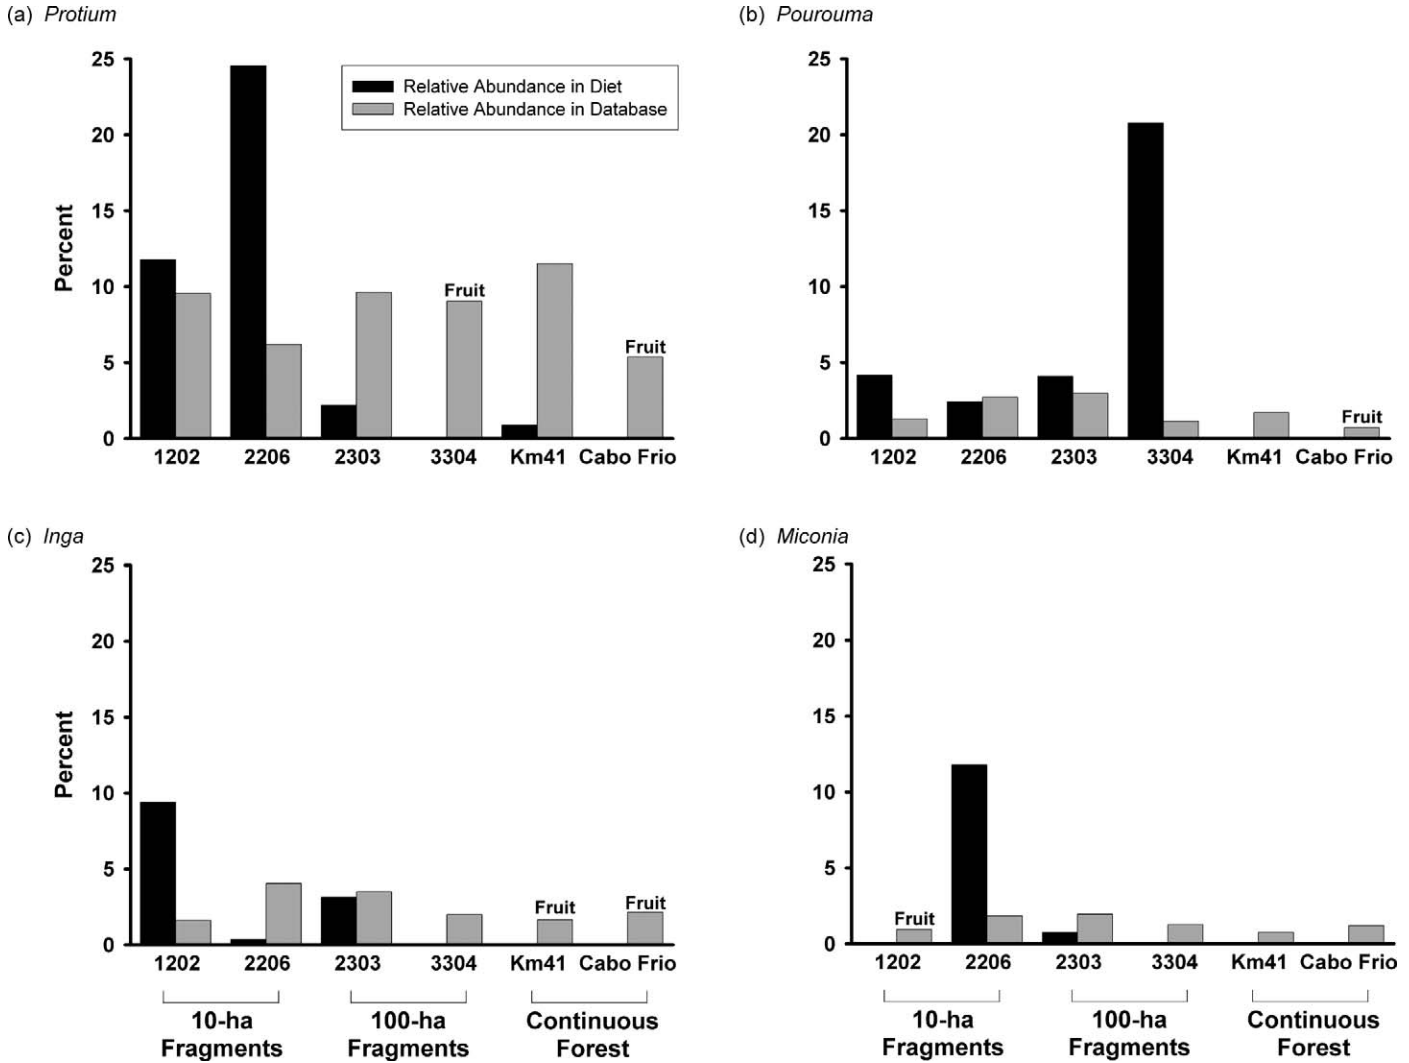 (a) Protium
25
20
15
10
5
0
Percent
Relative Abundance in Diet
Relative Abundance in Database
Fruit
Fruit
1202 2206 2303 3304 Km41 Cabo Frio
(b) Pourouma
25
20
15
10
5
0
Fruit
1202 2206 2303 3304 Km41 Cabo Frio
(c) Inga
25
20
15
10
5
0
Percent
Fruit Fruit
1202 2206 2303 3304 Km41 Cabo Frio
10-ha 100-ha Continuous
Fragments Fragments Forest
(d) Miconia
25
20
15
10
5
0
Fruit
1202 2206 2303 3304 Km41 Cabo Frio
10-ha 100-ha Continuous
Fragments Fragments Forest